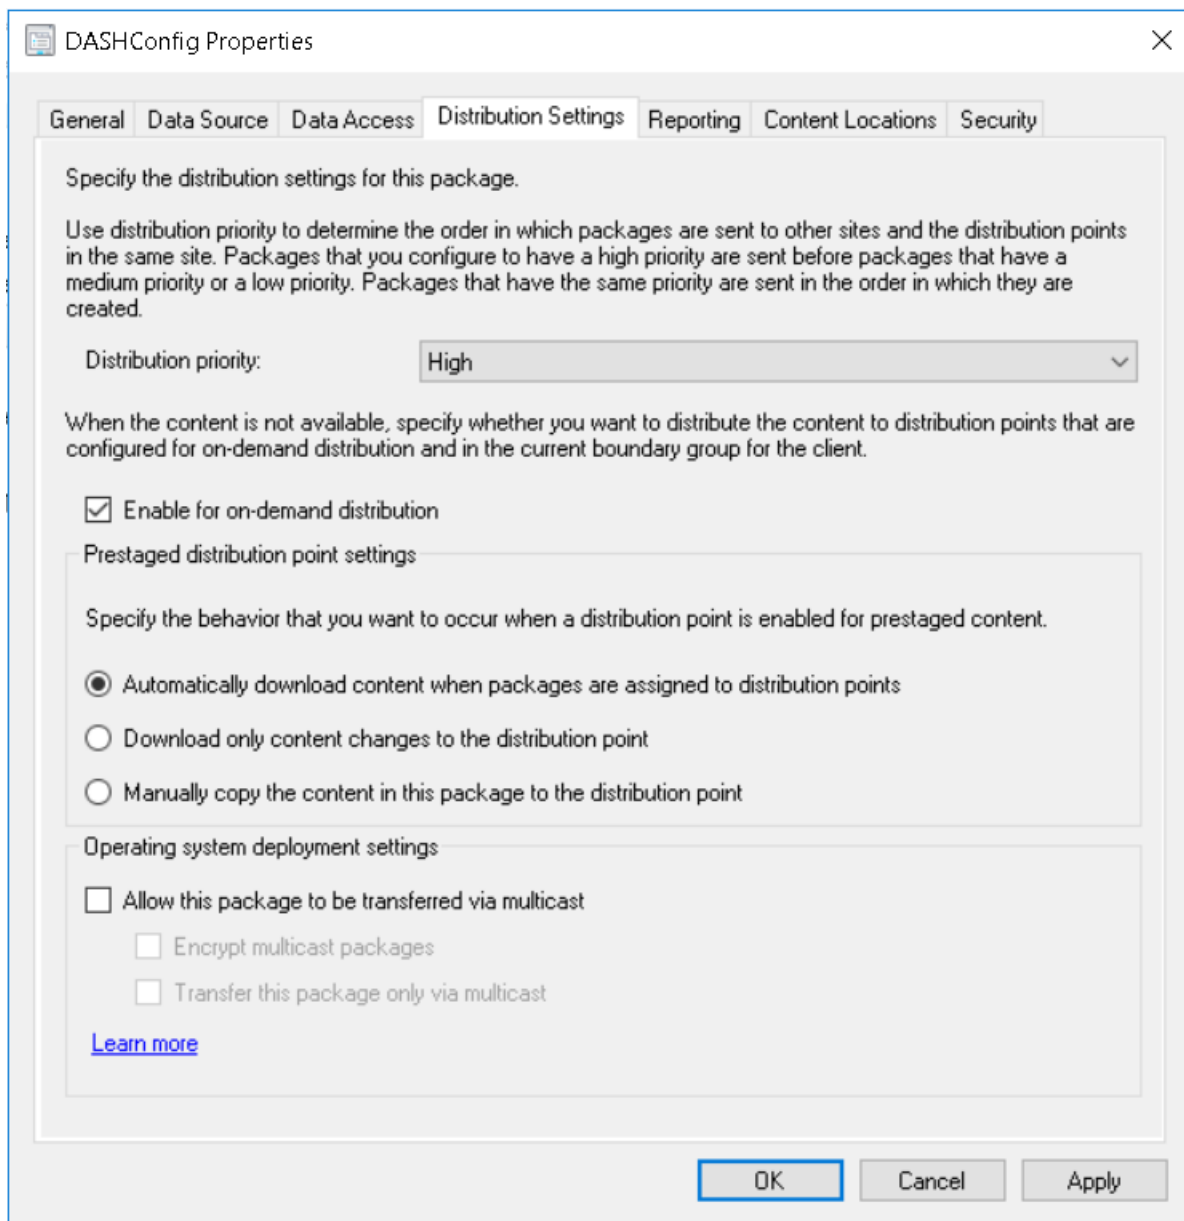 DASHConfig Properties
General Data Source Data Access Distribution Settings Reporting Content Locations Security
Specify the distribution settings for this package.
Use distribution priority to determine the order in which packages are sent to other sites and the distribution points
in the same site. Packages that you configure to have a high priority are sent before packages that have a
medium priority or a low priority. Packages that have the same priority are sent in the order in which they are
created.
Distribution priority: High
When the content is not available, specify whether you want to distribute the content to distribution points that are
configured for on-demand distribution and in the current boundary group for the client.
Enable for on-demand distribution
Prestaged distribution point settings
Specify the behavior that you want to occur when a distribution point is enabled for prestaged content.
Automatically download content when packages are assigned to distribution points
Download only content changes to the distribution point
Manually copy the content in this package to the distribution point
Operating system deployment settings
Allow this package to be transferred via multicast
Encrypt multicast packages
Transfer this package only via multicast
Learn more
OK Cancel Apply